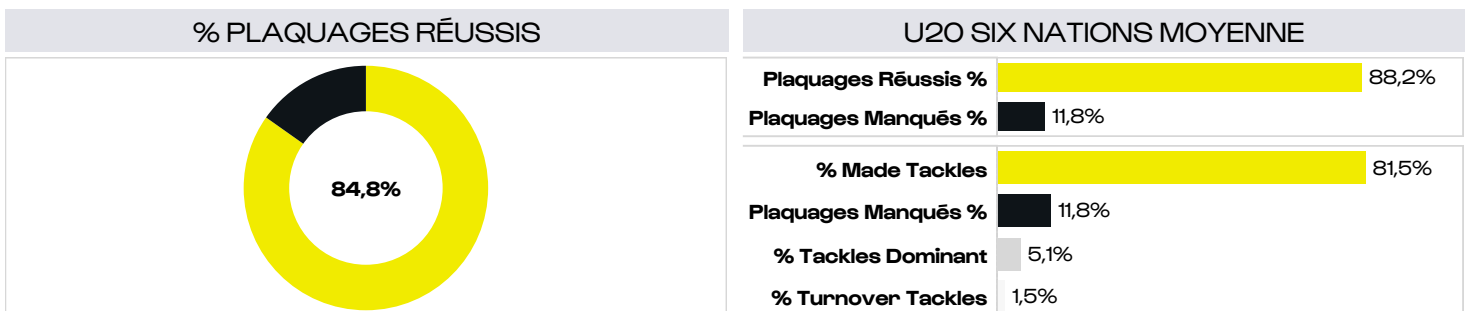 % PLAQUAGES RÉUSSIS
84,8%
U20 SIX NATIONS MOYENNE
Plaquages Réussis % 88,2%
Plaquages Manqués % 11,8%
% Made Tackles 81,5%
Plaquages Manqués % 11,8%
% Tackles Dominant 5,1%
% Turnover Tackles 1,5%